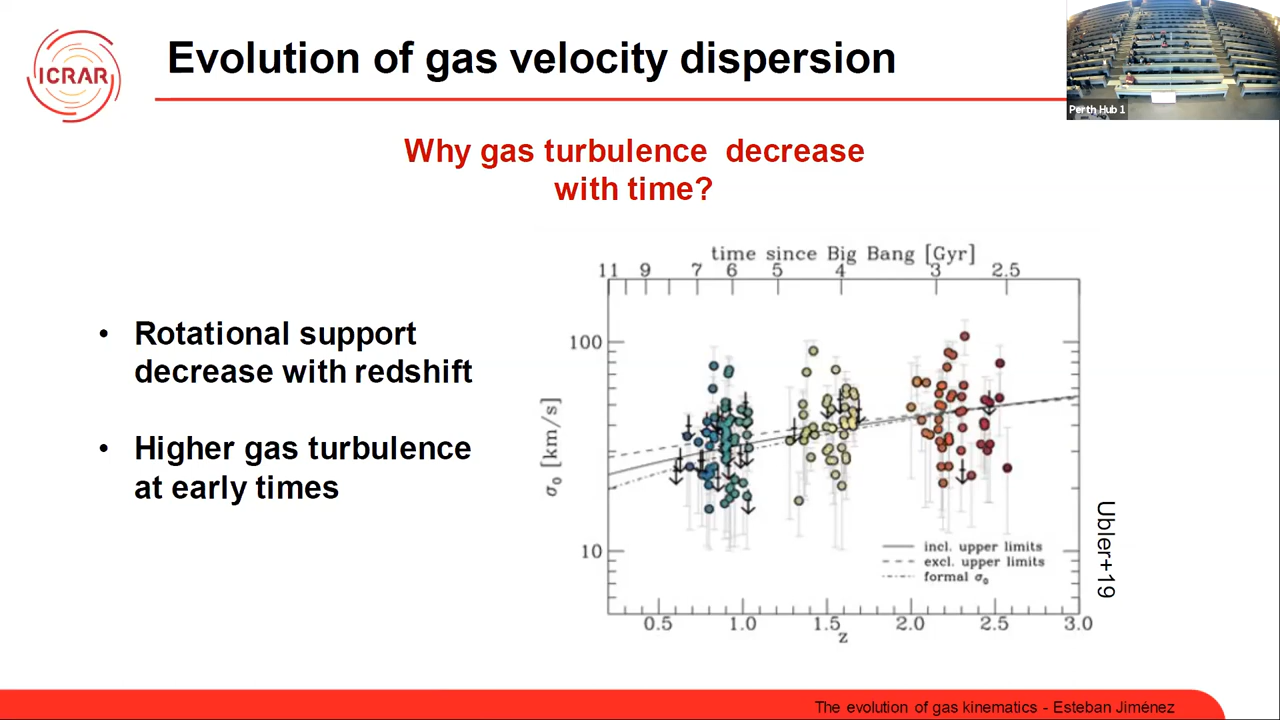 ICRAR
Evolution of gas velocity dispersion
Perth Hub 1
Why gas turbulence decrease
with time?
• Rotational support
decrease with redshift
• Higher gas turbulence
at early times
time since Big Bang [Gyr]
11 9 7 6 5 4 3 2.5
100
10
σ₀ [km/s]
incl. upper limits
excl. upper limits
formal σ₀
0.5 1.0 1.5 2.0 2.5 3.0
z
Ubler+19
The evolution of gas kinematics - Esteban Jiménez